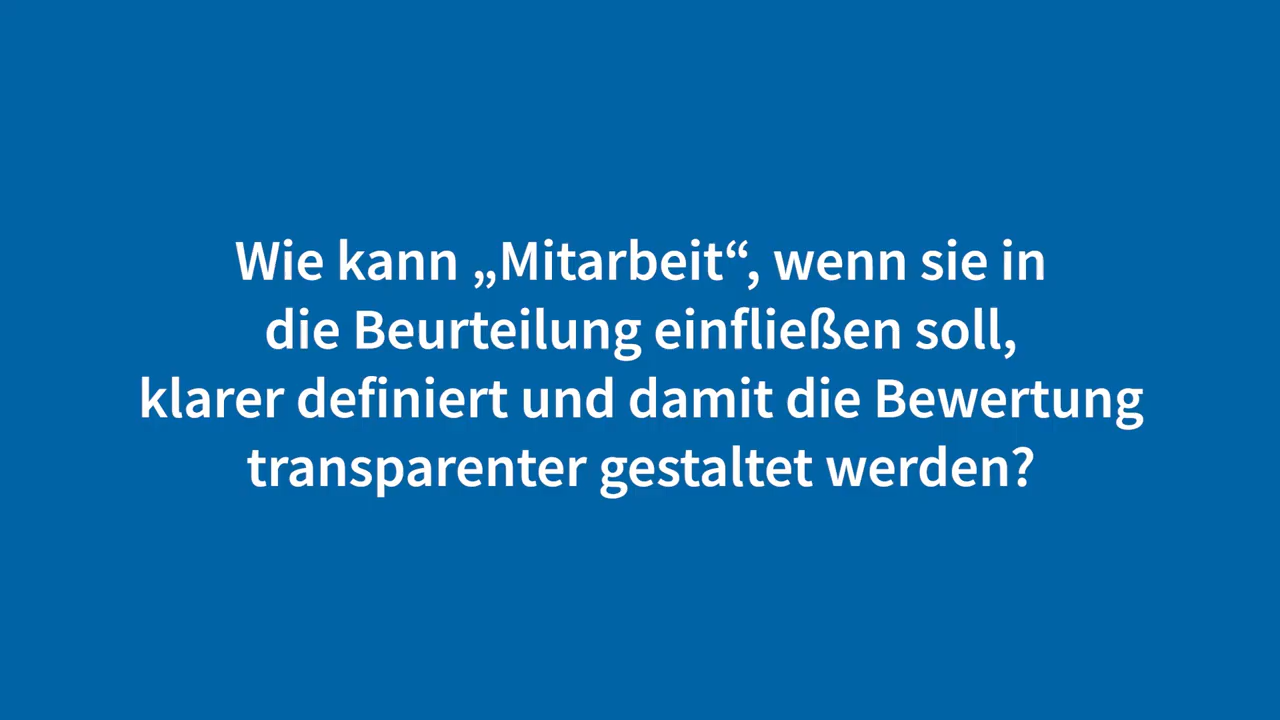 Wie kann „Mitarbeit“, wenn sie in
die Beurteilung einfließen soll,
klarer definiert und damit die Bewertung
transparenter gestaltet werden?